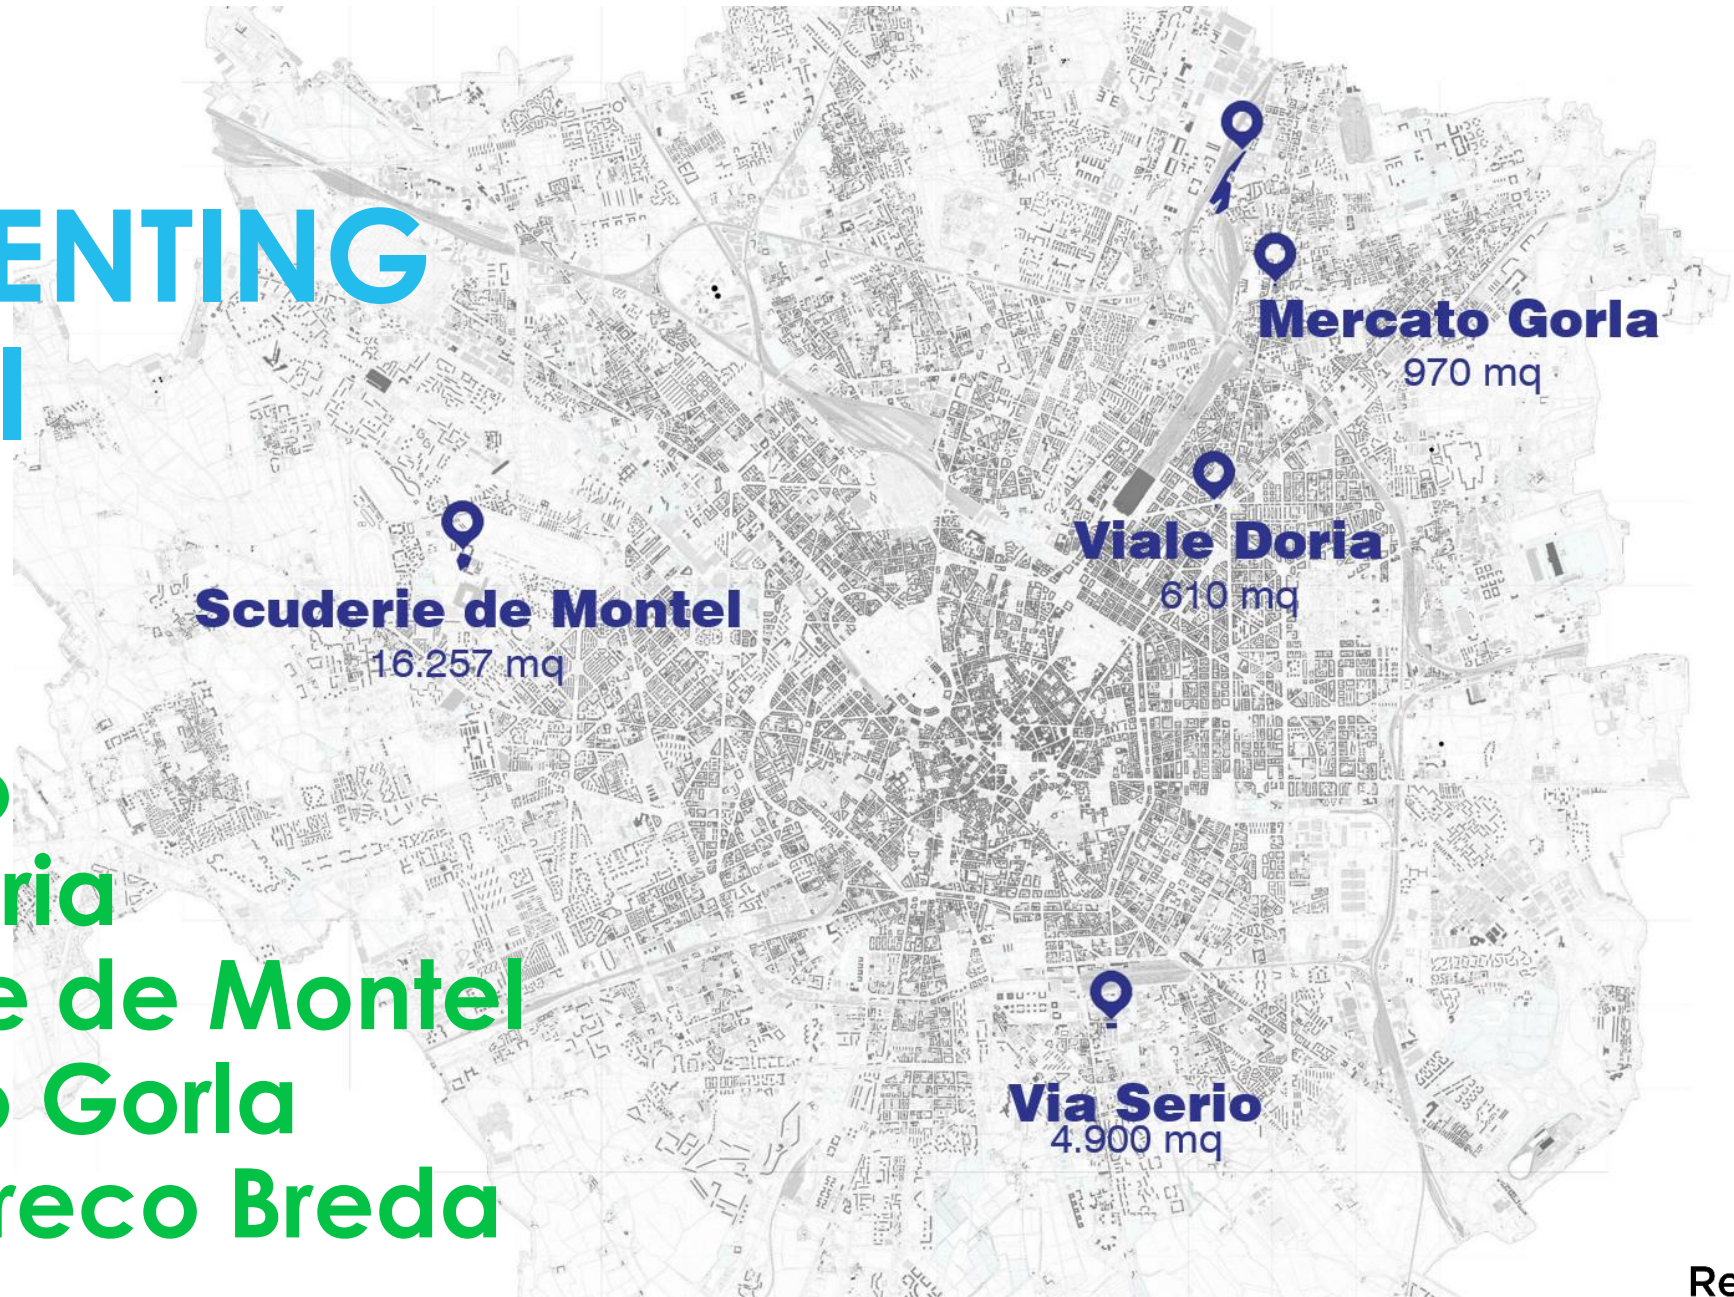 ENTING
Mercato Gorla
970 mq
Viale Doria
610 mq
Scuderie de Montel
16.257 mq
ria
e de Montel
o Gorla
reco Breda
Via Serio
4.900 mq
Re